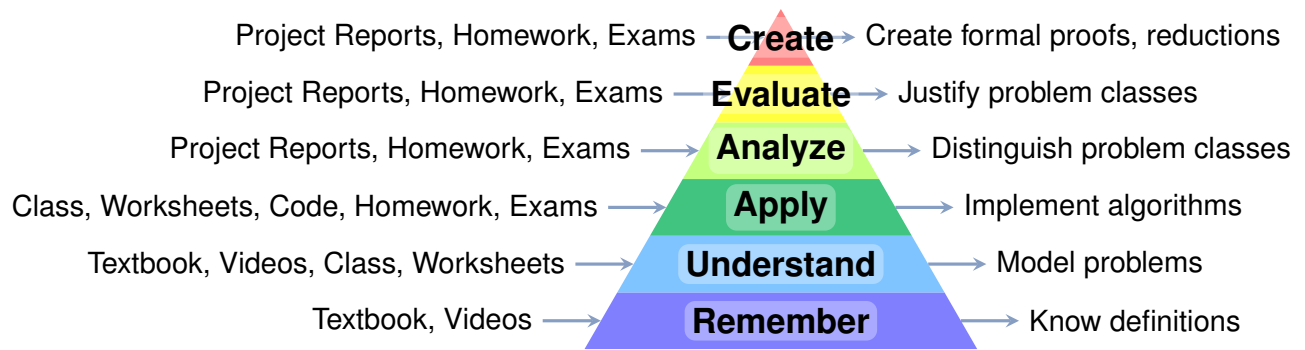 Project Reports, Homework, Exams Create Create formal proofs, reductions
Project Reports, Homework, Exams Evaluate Justify problem classes
Project Reports, Homework, Exams Analyze Distinguish problem classes
Class, Worksheets, Code, Homework, Exams Apply Implement algorithms
Textbook, Videos, Class, Worksheets Understand Model problems
Textbook, Videos Remember Know definitions